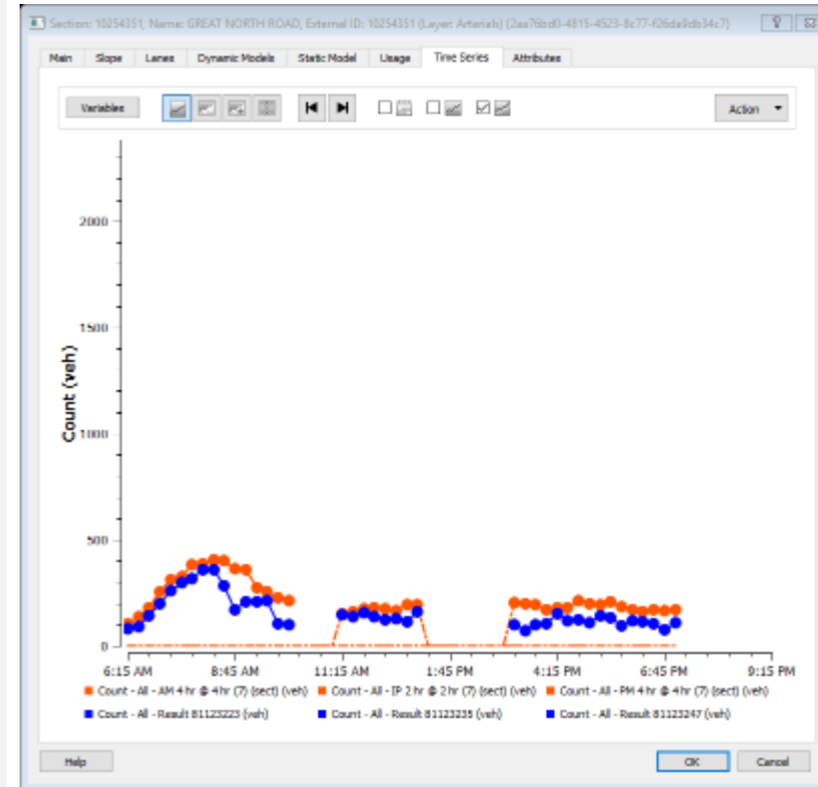 Section: 10254351, Name: GREAT NORTH ROAD, External ID: 10254351 (Layer: Arterials) {2aa76bd0-4815-4523-8c77-f26da9db34c7}
Main Slope Lanes Dynamic Models Static Model Usage Time Series Attributes
Variables Action
2000
1500
1000
500
0
Count (veh)
6:15 AM 8:45 AM 11:15 AM 1:45 PM 4:15 PM 6:45 PM 9:15 PM
Count - All - AM 4 hr @ 4 hr (7) (sect) (veh) Count - All - IP 2 hr @ 2 hr (7) (sect) (veh) Count - All - PM 4 hr @ 4 hr (7) (sect) (veh)
Count - All - Result 81123223 (veh) Count - All - Result 81123235 (veh) Count - All - Result 81123247 (veh)
Help OK Cancel